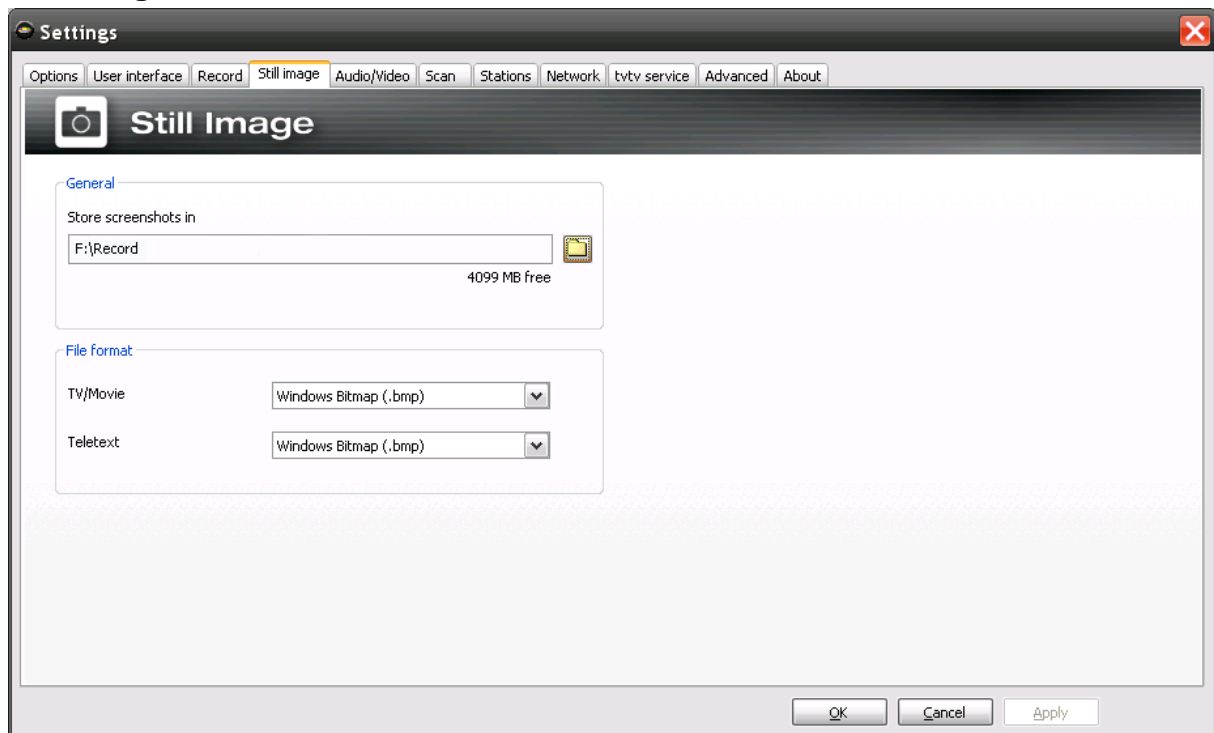 Settings
Options User interface Record Still image Audio/Video Scan Stations Network tvtv service Advanced About
Still Image
General
Store screenshots in
F:\Record
4099 MB free
File format
TV/Movie Windows Bitmap (.bmp)
Teletext Windows Bitmap (.bmp)
OK Cancel Apply